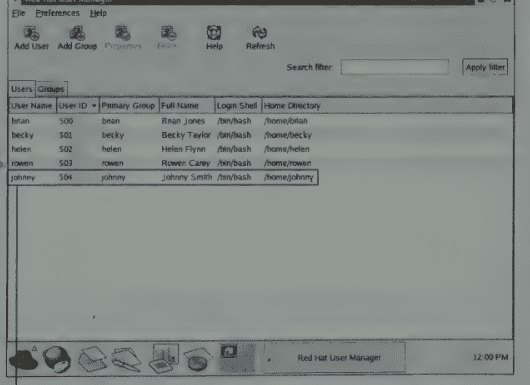 Red Hat User Manager
File Preferences Help
Add User Add Group Properties Delete Help Refresh
Search filter: Apply filter
Users Groups
User Name User ID Primary Group Full Name Login Shell Home Directory
brian 500 brian Brian Jones /bin/bash /home/brian
becky 501 becky Becky Taylor /bin/bash /home/becky
helen 502 helen Helen Flynn /bin/bash /home/helen
rowen 503 rowen Rowen Carey /bin/bash /home/rowen
johnny 504 johnny Johnny Smith /bin/bash /home/johnny
Red Hat User Manager 12:00 PM